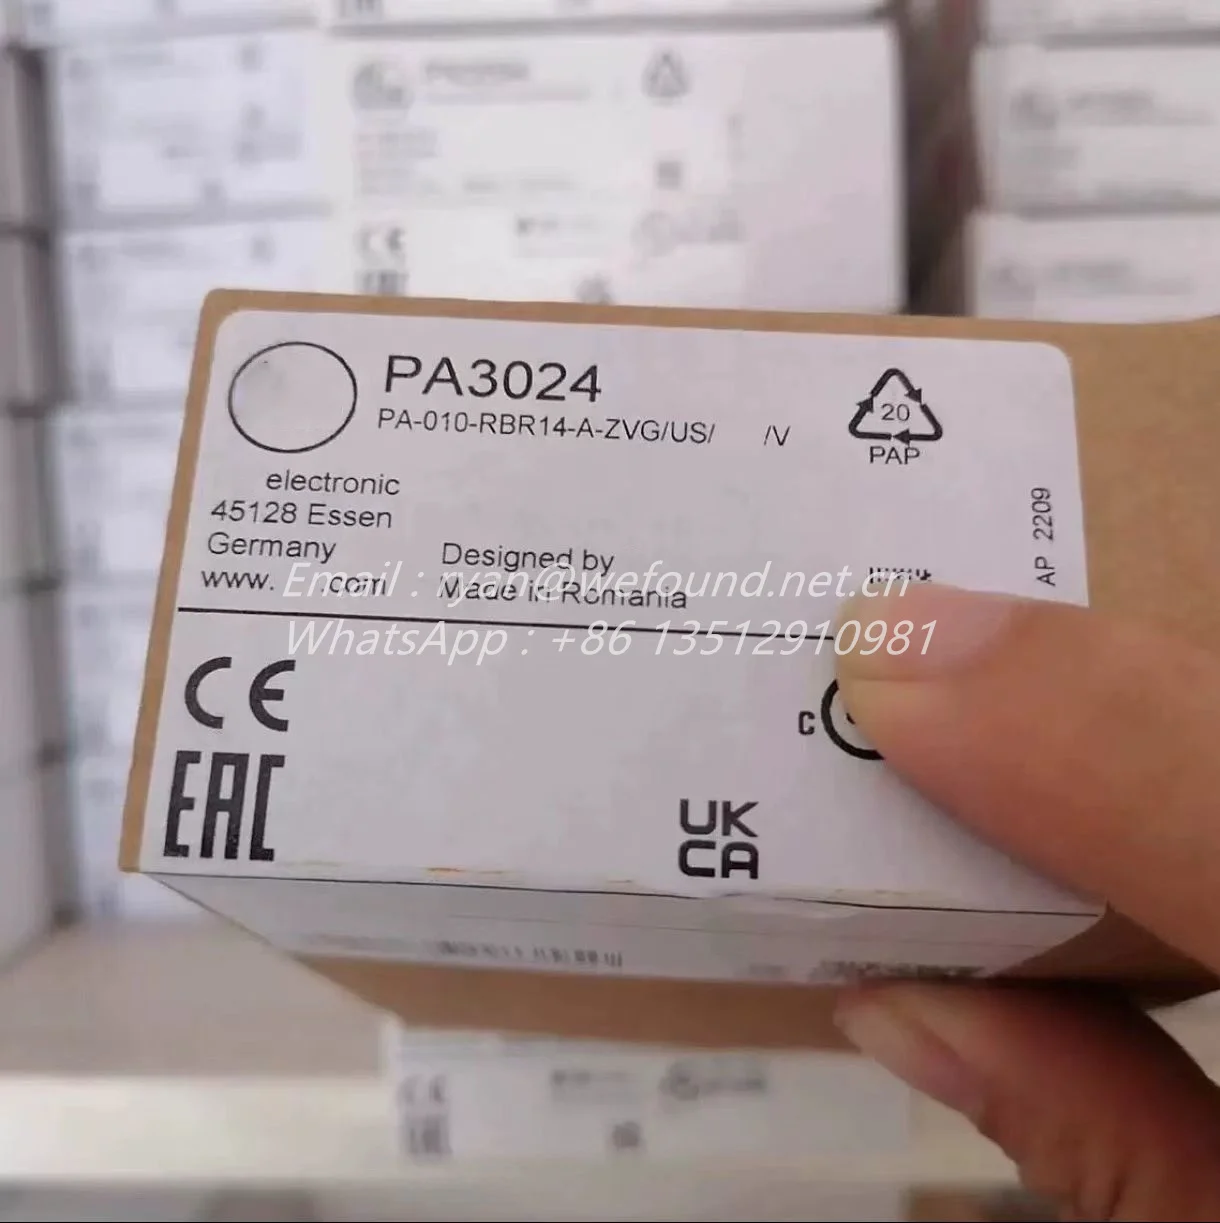 PA3024
PA-010-RBR14-A-ZVG/US/ /V
20
PAP
electronic
45128 Essen
Germany
www. .com
Designed by
Made in Romania
AP 2209
Email : ryan@wefound.net.cn
WhatsApp : +86 13512910981
CE
C
EAC
UK
CA